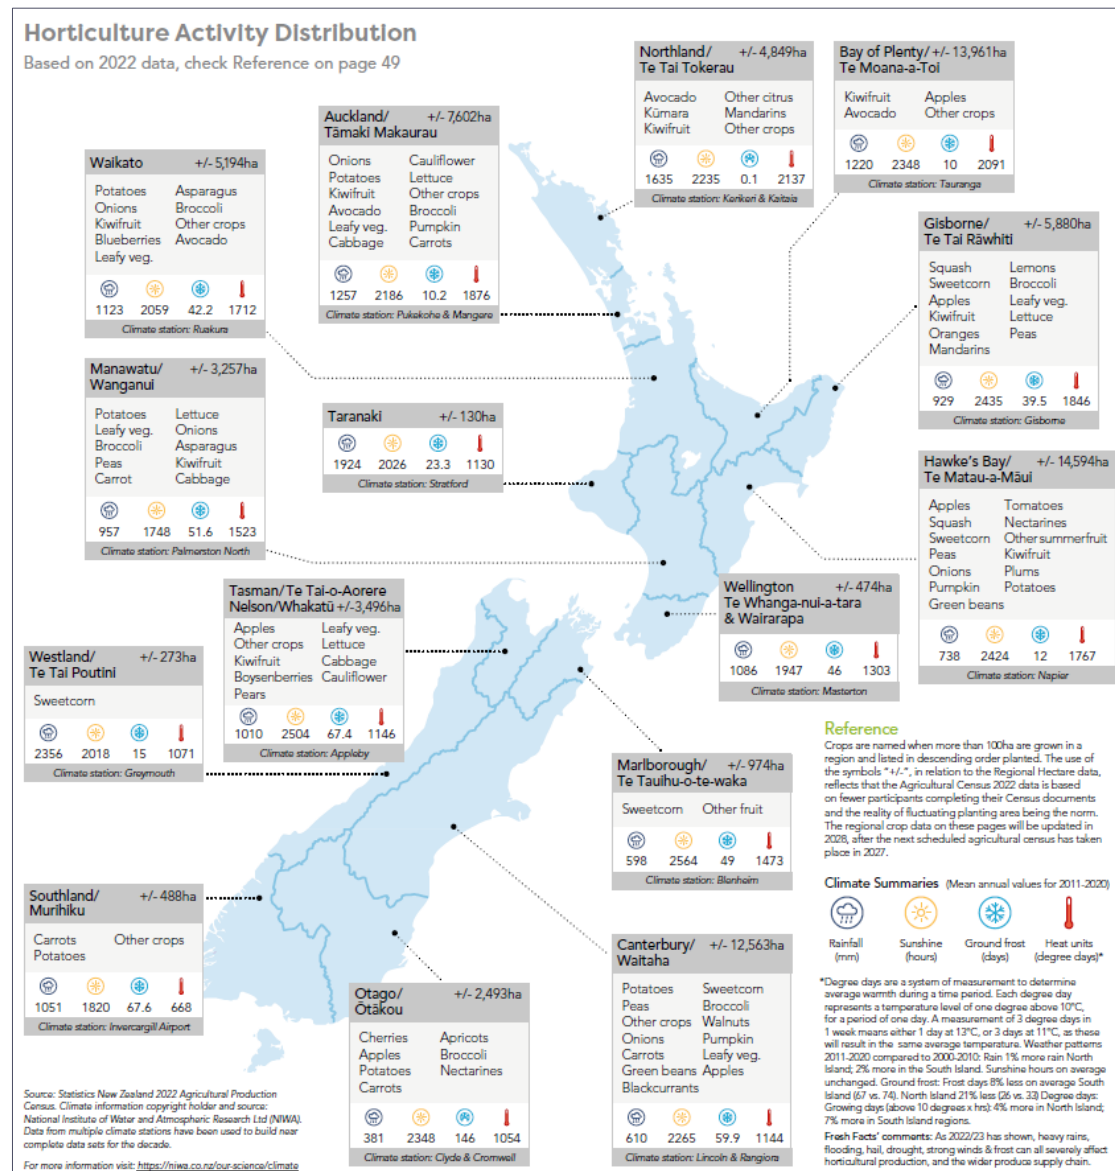 Horticulture Activity Distribution
Based on 2022 data, check Reference on page 49
Northland/ +/- 4,849ha
Te Tai Tokerau
Avocado Other citrus
Kūmara Mandarins
Kiwifruit Other crops
1635 2235 0.1 2137
Climate station: Kerikeri & Kaitaia
Bay of Plenty/ +/- 13,961ha
Te Moana-a-Toi
Kiwifruit Apples
Avocado Other crops
1220 2348 10 2091
Climate station: Tauranga
Auckland/ +/- 7,602ha
Tāmaki Makaurau
Onions Cauliflower
Potatoes Lettuce
Kiwifruit Other crops
Avocado Broccoli
Leafy veg. Pumpkin
Cabbage Carrots
1257 2186 10.2 1876
Climate station: Pukekohe & Mangere
Waikato +/- 5,194ha
Potatoes Asparagus
Onions Broccoli
Kiwifruit Other crops
Blueberries Avocado
Leafy veg.
1123 2059 42.2 1712
Climate station: Ruakura
Gisborne/ +/- 5,880ha
Te Tai Rāwhiti
Squash Lemons
Sweetcorn Broccoli
Apples Leafy veg.
Kiwifruit Lettuce
Oranges Peas
Mandarins
929 2435 39.5 1846
Climate station: Gisborne
Manawatu/ +/- 3,257ha
Wanganui
Potatoes Lettuce
Leafy veg. Onions
Broccoli Asparagus
Peas Kiwifruit
Carrot Cabbage
957 1748 51.6 1523
Climate station: Palmerston North
Taranaki +/- 130ha
1924 2026 23.3 1130
Climate station: Stratford
Hawke's Bay/ +/- 14,594ha
Te Matau-a-Māui
Apples Tomatoes
Squash Nectarines
Sweetcorn Other summerfruit
Peas Kiwifruit
Onions Plums
Pumpkin Potatoes
Green beans
738 2424 12 1767
Climate station: Napier
Tasman/Te Tai-o-Aorere
Nelson/Whakatū +/-3,496ha
Apples Leafy veg.
Other crops Lettuce
Kiwifruit Cabbage
Boysenberries Cauliflower
Pears
1010 2504 67.4 1146
Climate station: Appleby
Wellington +/- 474ha
Te Whanga-nui-a-tara
& Wairarapa
1086 1947 46 1303
Climate station: Masterton
Westland/ +/- 273ha
Te Tai Poutini
Sweetcorn
2356 2018 15 1071
Climate station: Greymouth
Marlborough/ +/- 974ha
Te Tauihu-o-te-waka
Sweetcorn Other fruit
598 2564 49 1473
Climate station: Blenheim
Southland/ +/- 488ha
Murihiku
Carrots Other crops
Potatoes
1051 1820 67.6 668
Climate station: Invercargill Airport
Otago/ +/- 2,493ha
Ōtākou
Cherries Apricots
Apples Broccoli
Potatoes Nectarines
Carrots
381 2348 146 1054
Climate station: Clyde & Cromwell
Canterbury/ +/- 12,563ha
Waitaha
Potatoes Sweetcorn
Peas Broccoli
Other crops Walnuts
Onions Pumpkin
Carrots Leafy veg.
Green beans Apples
Blackcurrants
610 2265 59.9 1144
Climate station: Lincoln & Rangiora
Reference
Crops are named when more than 100ha are grown in a
region and listed in descending order planted. The use of
the symbols "+/-", in relation to the Regional Hectare data,
reflects that the Agricultural Census 2022 data is based
on fewer participants completing their Census documents
and the reality of fluctuating planting area being the norm.
The regional crop data on these pages will be updated in
2028, after the next scheduled agricultural census has taken
place in 2027.
Climate Summaries (Mean annual values for 2011-2020)
Rainfall Sunshine Ground frost Heat units
(mm) (hours) (days) (degree days)*
*Degree days are a system of measurement to determine
average warmth during a time period. Each degree day
represents a temperature level of one degree above 10°C,
for a period of one day. A measurement of 3 degree days in
1 week means either 1 day at 13°C, or 3 days at 11°C, as these
will result in the same average temperature. Weather patterns
2011-2020 compared to 2000-2010: Rain 1% more rain North
Island; 2% more in the South Island. Sunshine hours on average
unchanged. Ground frost: Frost days 8% less on average South
Island (67 vs. 74). North Island 21% less (26 vs. 33) Degree days:
Growing days (above 10 degrees x hrs): 4% more in North Island;
7% more in South Island regions.
Fresh Facts' comments: As 2022/23 has shown, heavy rains,
flooding, hail, drought, strong winds & frost can all severely affect
horticultural production, and the wider produce supply chain.
Source: Statistics New Zealand 2022 Agricultural Production
Census. Climate information copyright holder and source:
National Institute of Water and Atmospheric Research Ltd (NIWA).
Data from multiple climate stations have been used to build near
complete data sets for the decade.
For more information visit: https://niwa.co.nz/our-science/climate